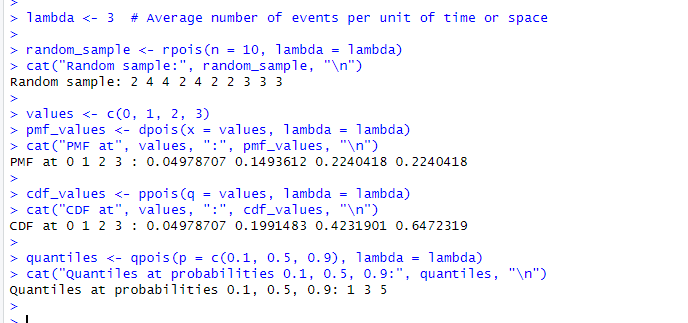 >
> lambda <- 3  # Average number of events per unit of time or space
>
> random_sample <- rpois(n = 10, lambda = lambda)
> cat("Random sample:", random_sample, "\n")
Random sample: 2 4 4 2 4 2 2 3 3 3
>
> values <- c(0, 1, 2, 3)
> pmf_values <- dpois(x = values, lambda = lambda)
> cat("PMF at", values, ":", pmf_values, "\n")
PMF at 0 1 2 3 : 0.04978707 0.1493612 0.2240418 0.2240418
>
> cdf_values <- ppois(q = values, lambda = lambda)
> cat("CDF at", values, ":", cdf_values, "\n")
CDF at 0 1 2 3 : 0.04978707 0.1991483 0.4231901 0.6472319
>
> quantiles <- qpois(p = c(0.1, 0.5, 0.9), lambda = lambda)
> cat("Quantiles at probabilities 0.1, 0.5, 0.9:", quantiles, "\n")
Quantiles at probabilities 0.1, 0.5, 0.9: 1 3 5
>
>